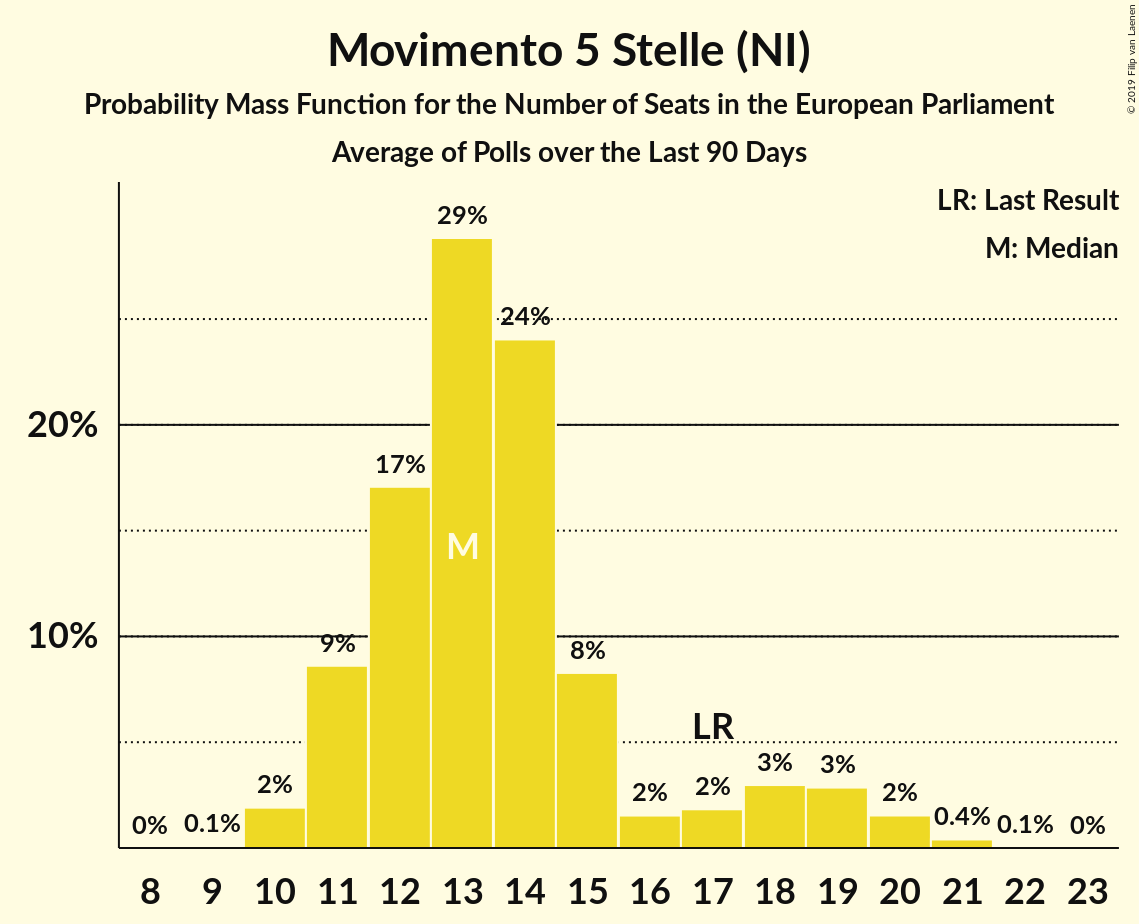 Movimento 5 Stelle (NI)
Probability Mass Function for the Number of Seats in the European Parliament
Average of Polls over the Last 90 Days
© 2019 Filip van Laenen
LR: Last Result
M: Median
29%
24%
20%
17%
M
10%
9%
8%
LR
3%
3%
2%
2%
2%
2%
0%
0.1%
0.4%
0.1%
0%
8 9 10 11 12 13 14 15 16 17 18 19 20 21 22 23